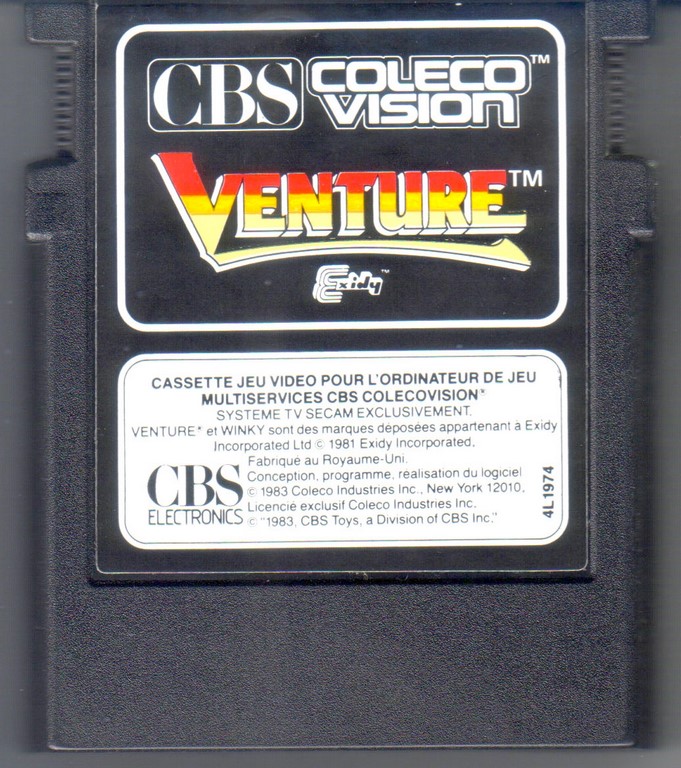 CBS COLECO VISION™
VENTURE™
Exidy™
CASSETTE JEU VIDEO POUR L'ORDINATEUR DE JEU
MULTISERVICES CBS COLECOVISION*
SYSTEME TV SECAM EXCLUSIVEMENT.
VENTURE* et WINKY sont des marques déposées appartenant à Exidy
Incorporated Ltd © 1981 Exidy Incorporated.
Fabriqué au Royaume-Uni.
Conception, programme, réalisation du logiciel
© 1983 Coleco Industries Inc., New York 12010.
Licencié exclusif Coleco Industries Inc.
© "1983, CBS Toys, a Division of CBS Inc."
CBS
ELECTRONICS
4L1974